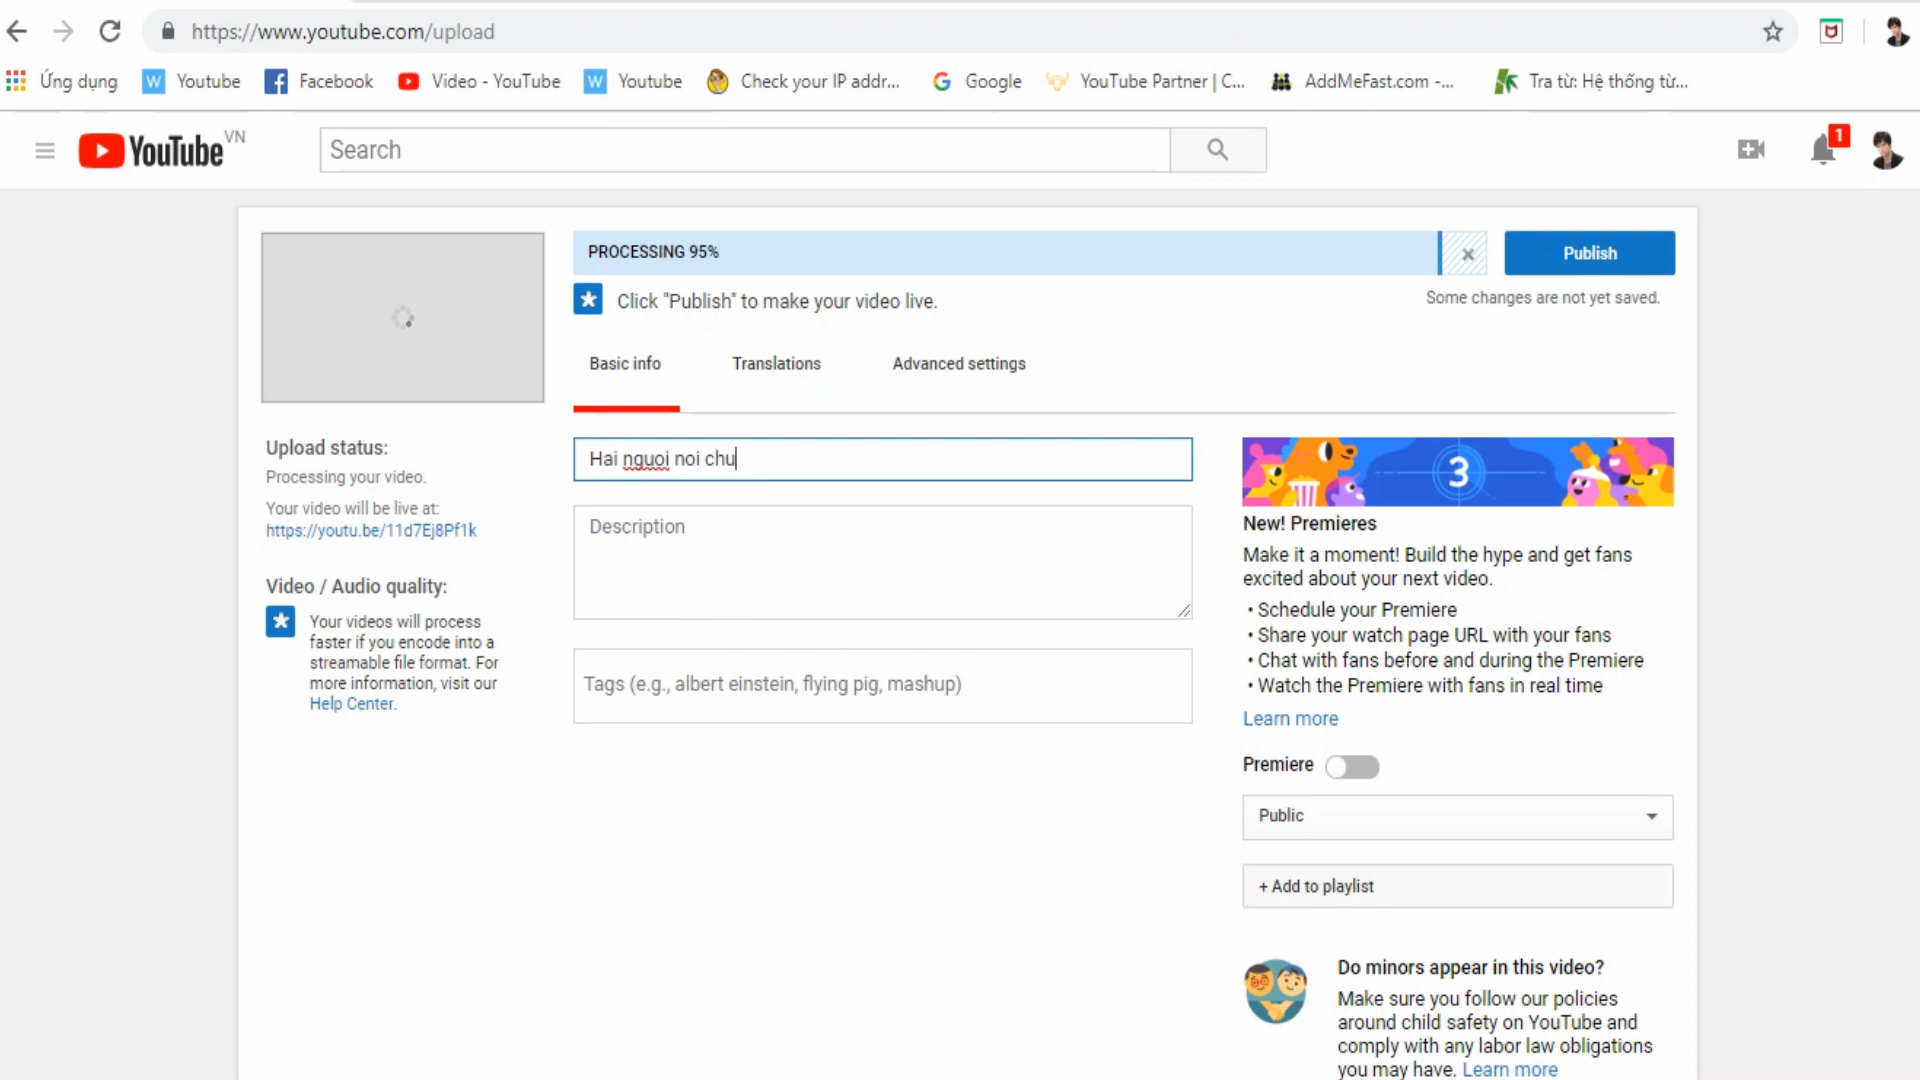 https://www.youtube.com/upload
Ứng dụng Youtube Facebook Video - YouTube Youtube Check your IP addr... Google YouTube Partner | C... AddMeFast.com -... Tra từ: Hệ thống từ...
YouTube VN Search 1
PROCESSING 95% Publish
Click "Publish" to make your video live. Some changes are not yet saved.
Basic info Translations Advanced settings
Upload status:
Processing your video.
Your video will be live at:
https://youtu.be/11d7Ej8Pf1k
Video / Audio quality:
Your videos will process
faster if you encode into a
streamable file format. For
more information, visit our
Help Center.
Hai nguoi noi chu
Description
Tags (e.g., albert einstein, flying pig, mashup)
3
New! Premieres
Make it a moment! Build the hype and get fans
excited about your next video.
• Schedule your Premiere
• Share your watch page URL with your fans
• Chat with fans before and during the Premiere
• Watch the Premiere with fans in real time
Learn more
Premiere
Public
+ Add to playlist
Do minors appear in this video?
Make sure you follow our policies
around child safety on YouTube and
comply with any labor law obligations
you may have. Learn more